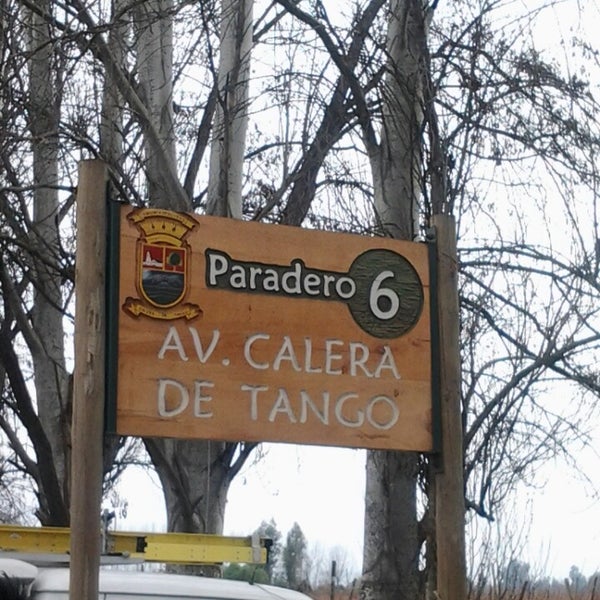 Paradero 6
AV. CALERA
DE TANGO